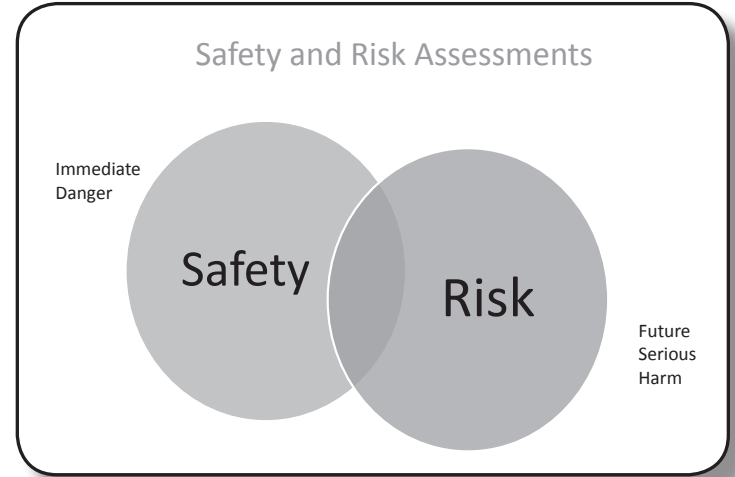 Safety and Risk Assessments
Immediate
Danger
Safety
Risk
Future
Serious
Harm